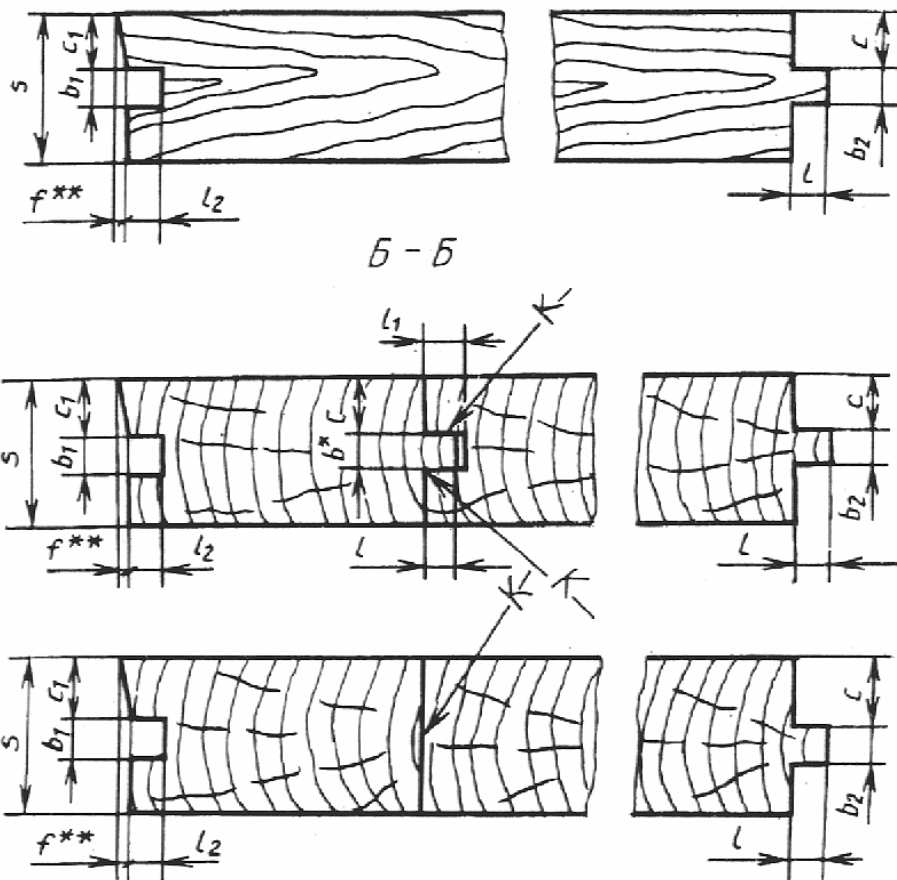 s c₁ b₁ c b₂
f** l₂ l
Б - Б
l₁ К
s c₁ b₁ c b* c b₂
f** l₂ l l
К К
s c₁ b₁ c b₂
f** l₂ l